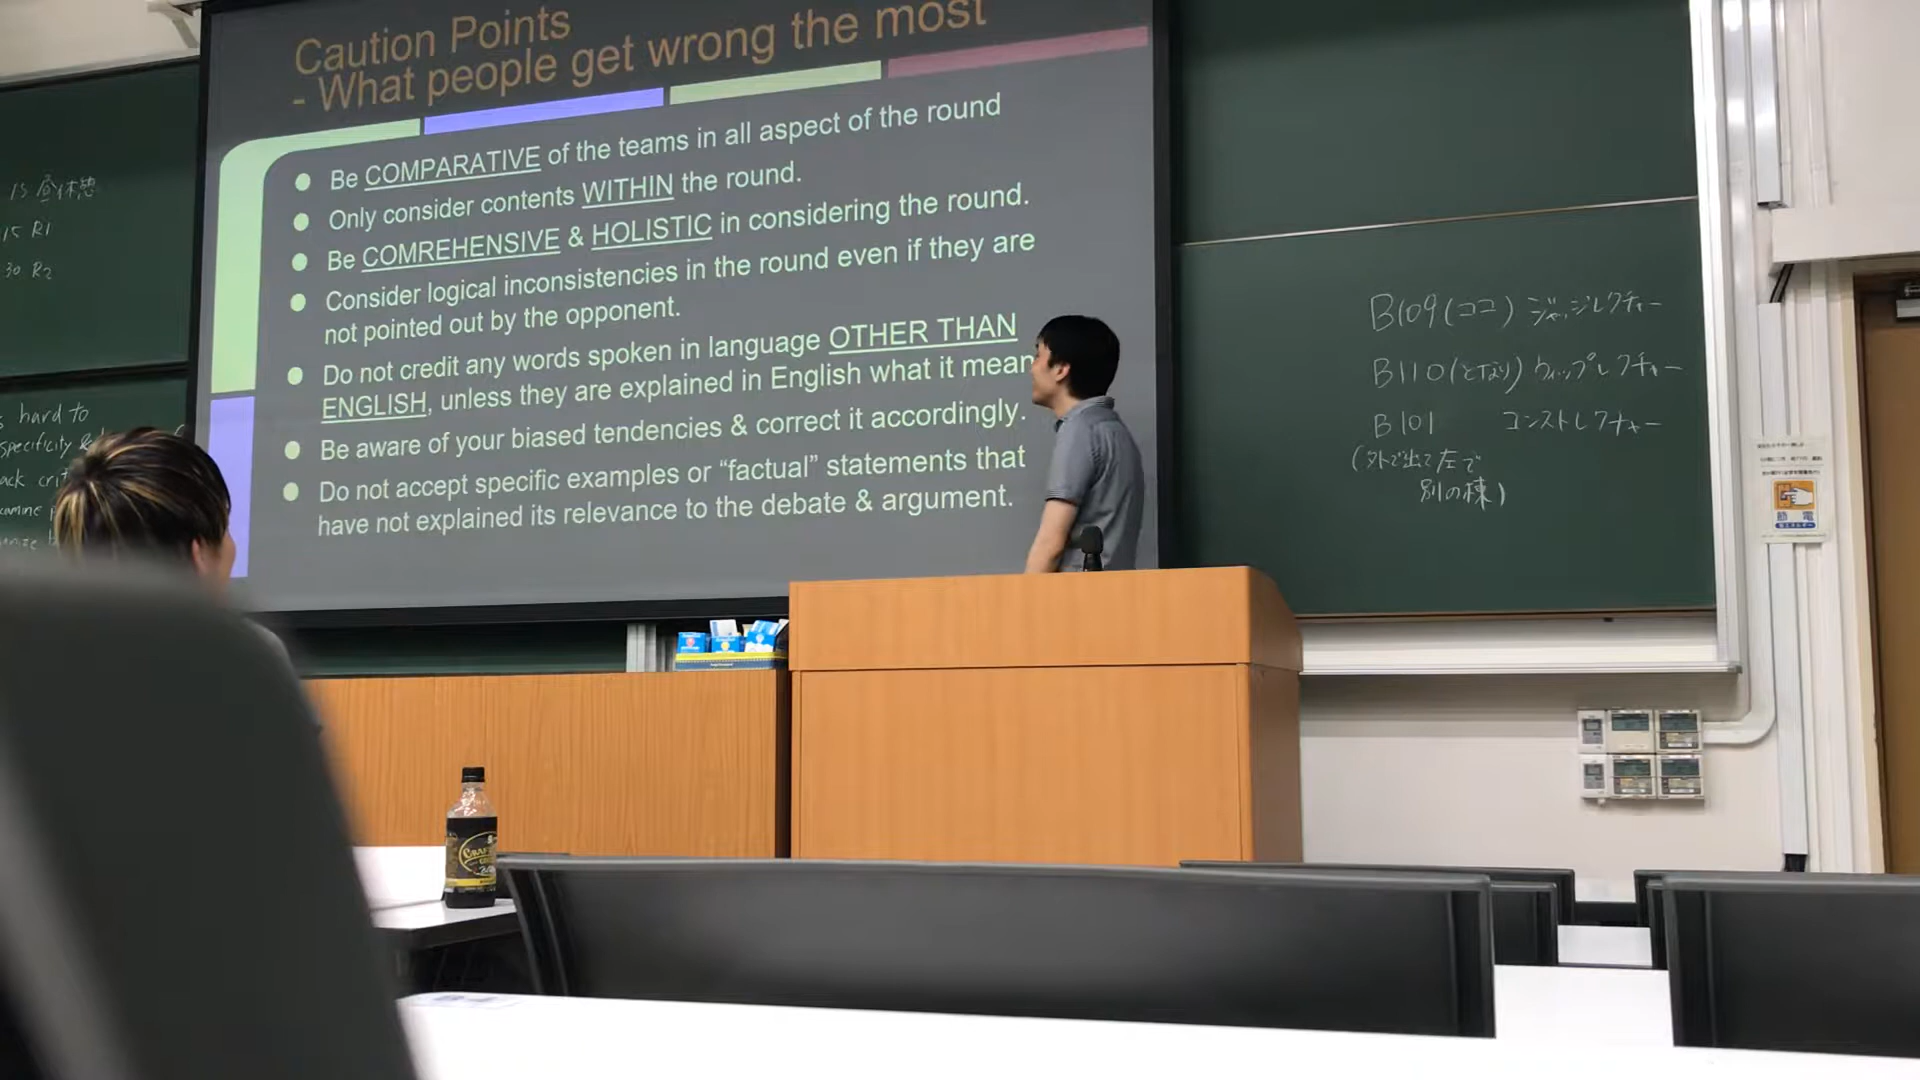 Caution Points
- What people get wrong the most
● Be COMPARATIVE of the teams in all aspect of the round
● Only consider contents WITHIN the round.
● Be COMREHENSIVE & HOLISTIC in considering the round.
● Consider logical inconsistencies in the round even if they are
not pointed out by the opponent.
● Do not credit any words spoken in language OTHER THAN
ENGLISH, unless they are explained in English what it mean
● Be aware of your biased tendencies & correct it accordingly.
● Do not accept specific examples or “factual” statements that
have not explained its relevance to the debate & argument.
15 昼休憩
15 R1
30 R2
hard to
specificity
B109(ココ) ジャッジレクチャー
B110(となり) ウィップレクチャー
B101 コンストレクチャー
(外で出て左で
別の棟)
節電